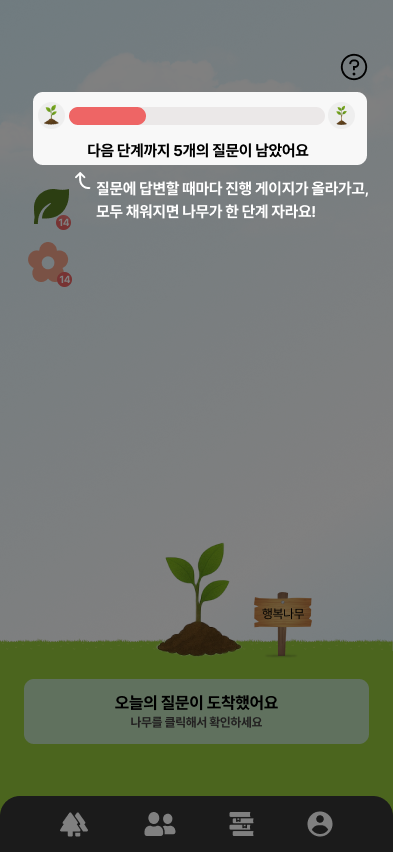 다음 단계까지 5개의 질문이 남았어요
질문에 답변할 때마다 진행 게이지가 올라가고,
모두 채워지면 나무가 한 단계 자라요!
14
14
행복나무
오늘의 질문이 도착했어요
나무를 클릭해서 확인하세요